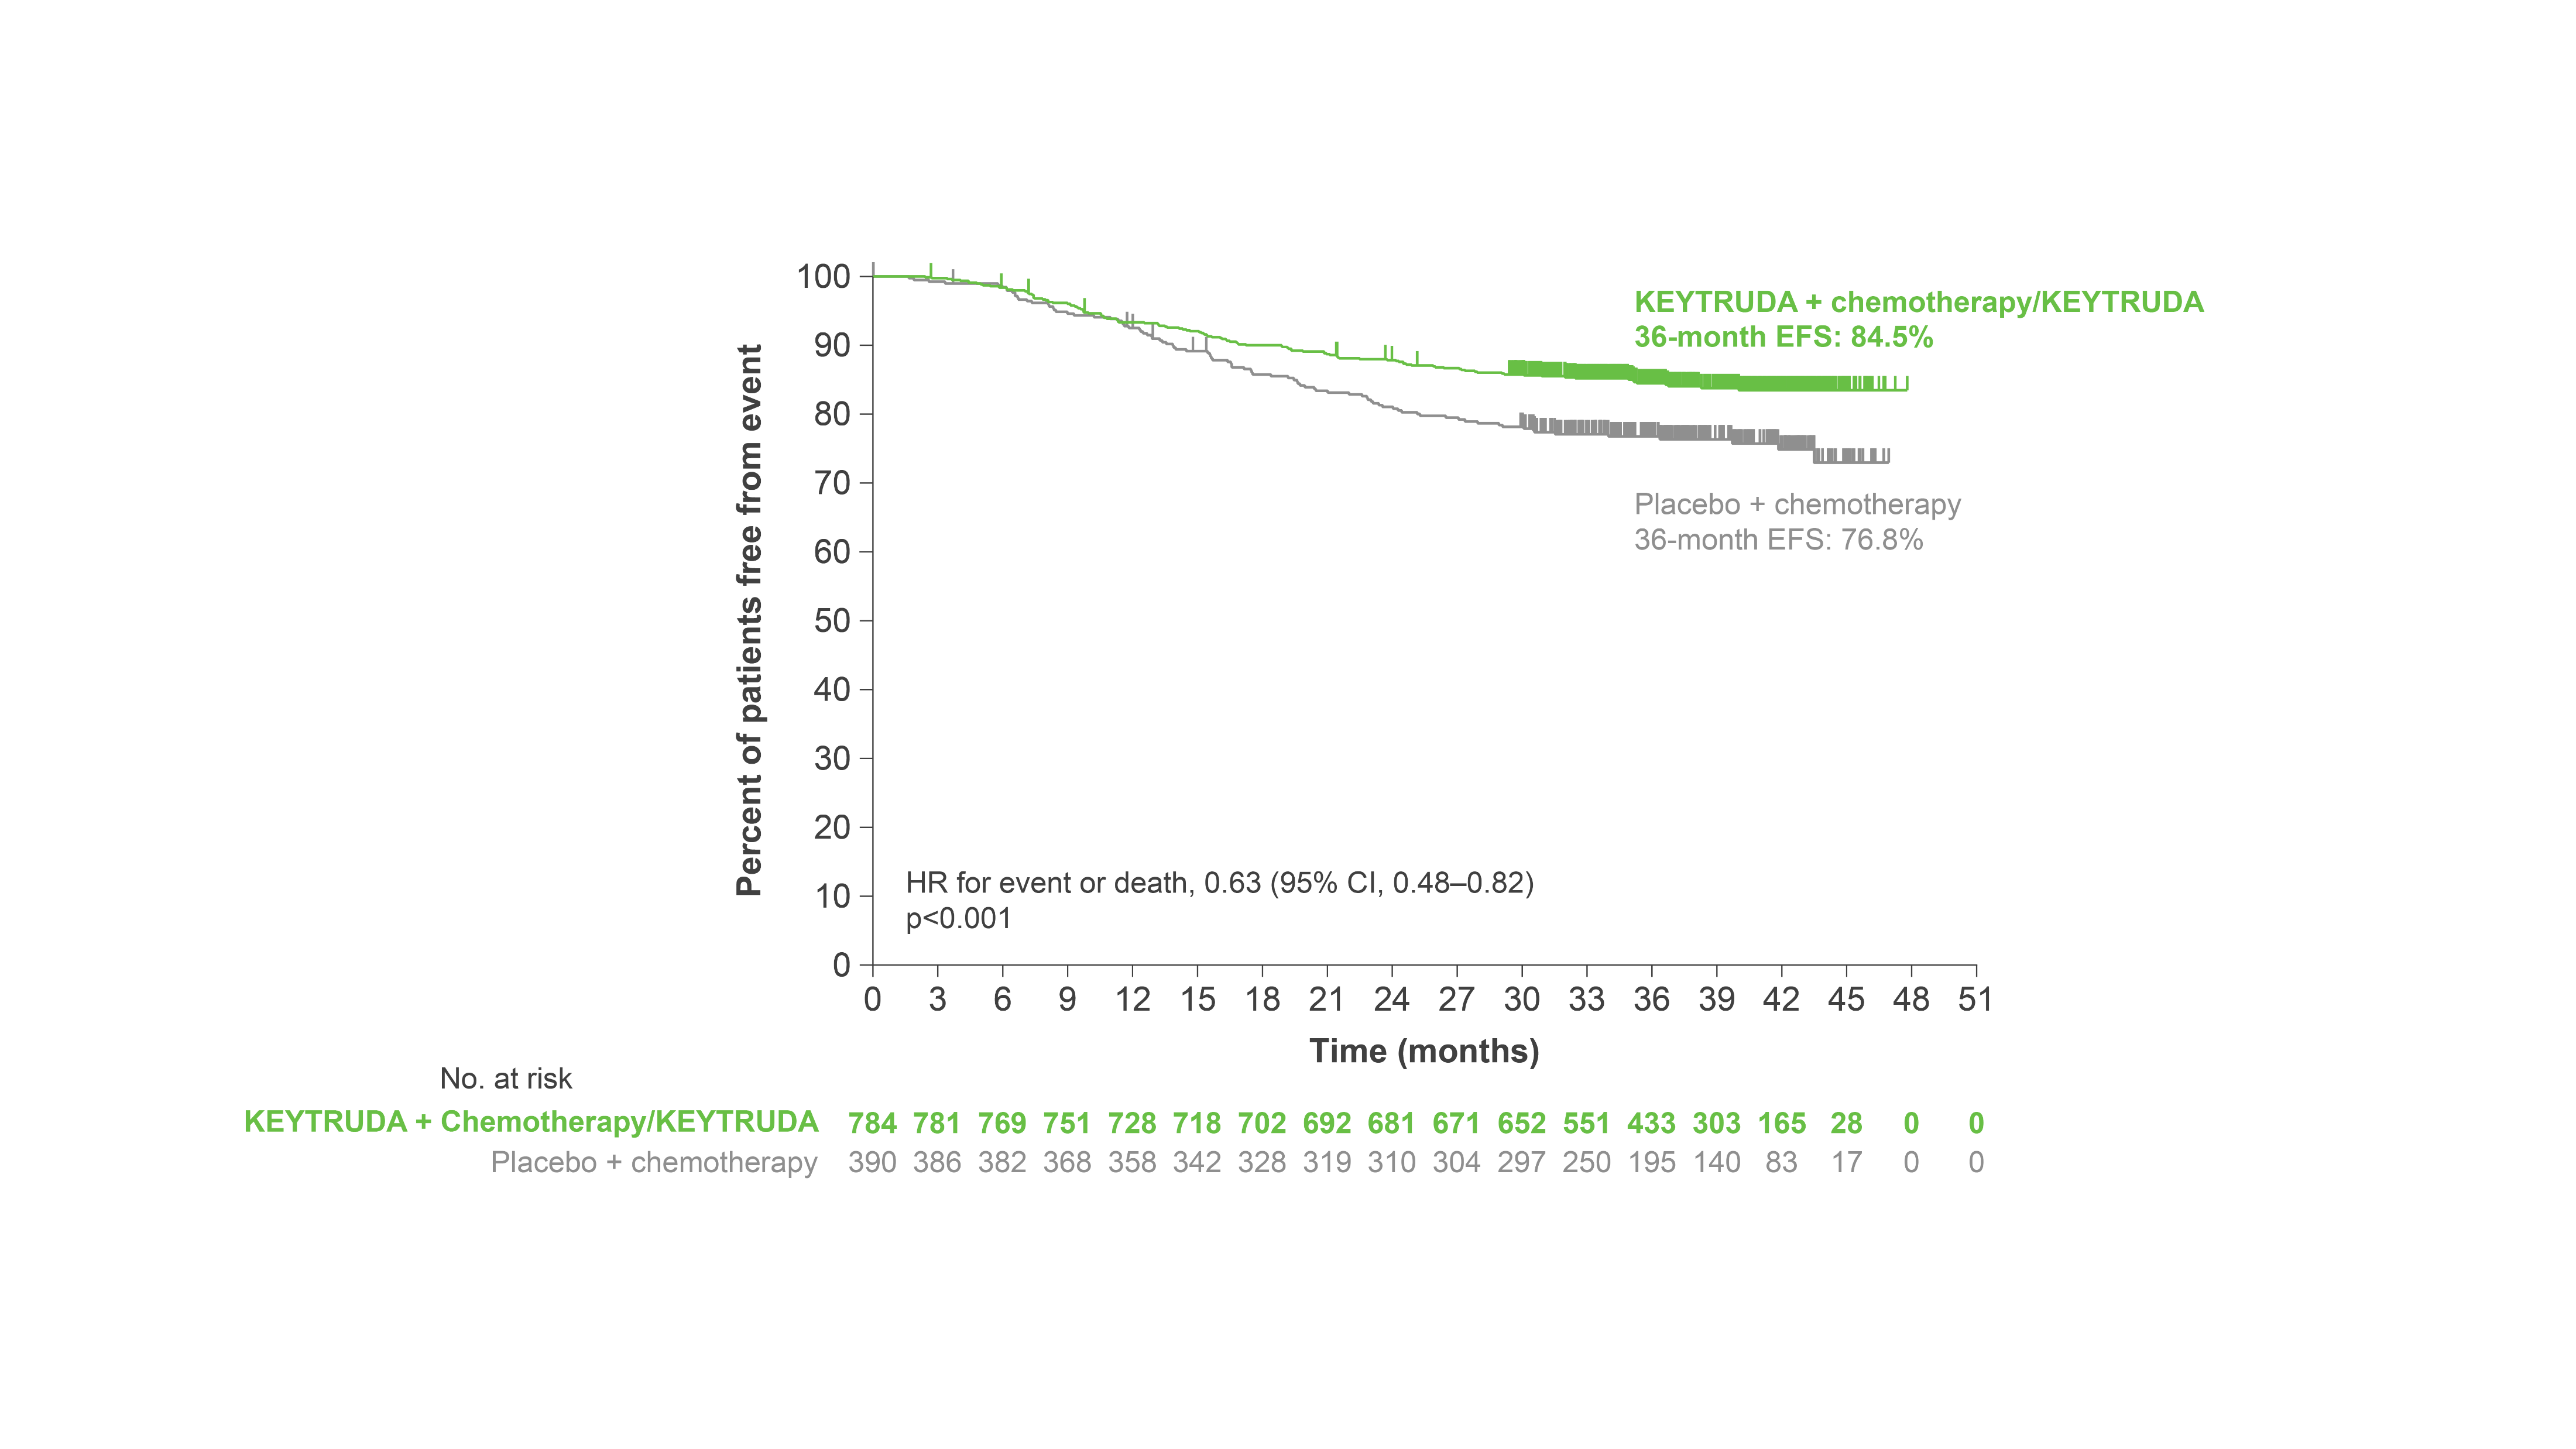 Percent of patients free from event
100
90
80
70
60
50
40
30
20
10
0
KEYTRUDA + chemotherapy/KEYTRUDA
36-month EFS: 84.5%
Placebo + chemotherapy
36-month EFS: 76.8%
HR for event or death, 0.63 (95% CI, 0.48–0.82)
p<0.001
0 3 6 9 12 15 18 21 24 27 30 33 36 39 42 45 48 51
Time (months)
No. at risk
KEYTRUDA + Chemotherapy/KEYTRUDA 784 781 769 751 728 718 702 692 681 671 652 551 433 303 165 28 0 0
Placebo + chemotherapy 390 386 382 368 358 342 328 319 310 304 297 250 195 140 83 17 0 0